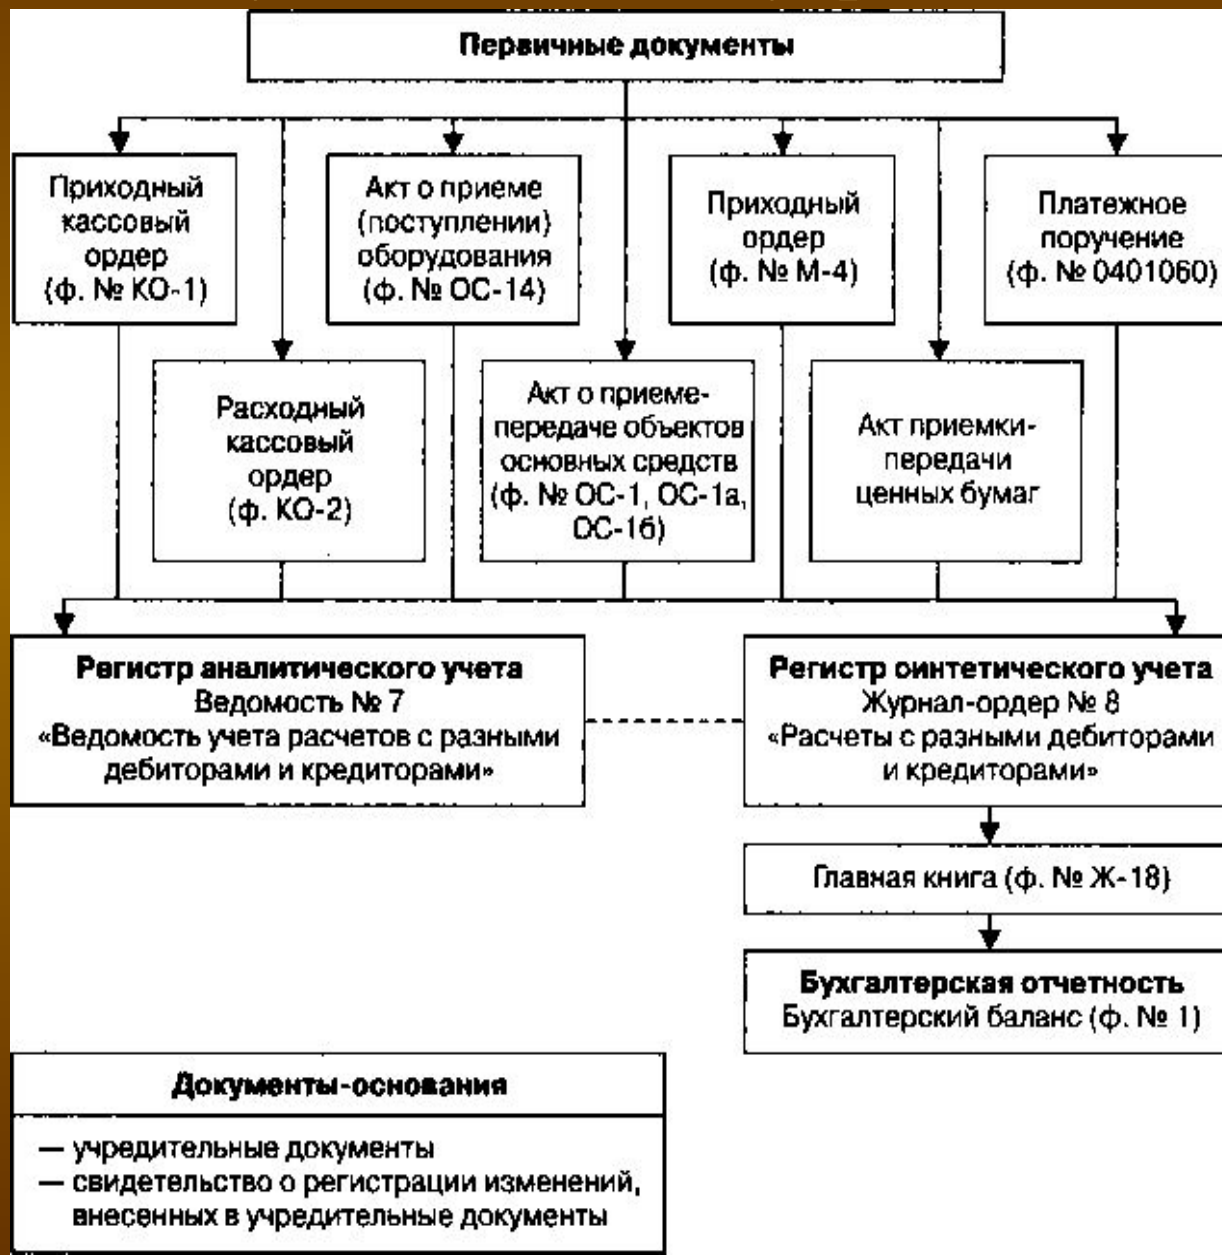 Первичные документы
Приходный
кассовый
ордер
(ф. № КО-1)
Акт о приеме
(поступлении)
оборудования
(ф. № ОС-14)
Приходный
ордер
(ф. № М-4)
Платежное
поручение
(ф. № 0401060)
Расходный
кассовый
ордер
(ф. КО-2)
Акт о приеме-
передаче объектов
основных средств
(ф. № ОС-1, ОС-1а,
ОС-1б)
Акт приемки-
передачи
ценных бумаг
Регистр аналитического учета
Ведомость № 7
«Ведомость учета расчетов с разными
дебиторами и кредиторами»
Регистр оинтетического учета
Журнал-ордер № 8
«Расчеты с разными дебиторами
и кредиторами»
Главная книга (ф. № Ж-18)
Бухгалтерская отчетность
Бухгалтерский баланс (ф. № 1)
Документы-основания
— учредительные документы
— свидетельство о регистрации изменений,
внесенных в учредительные документы